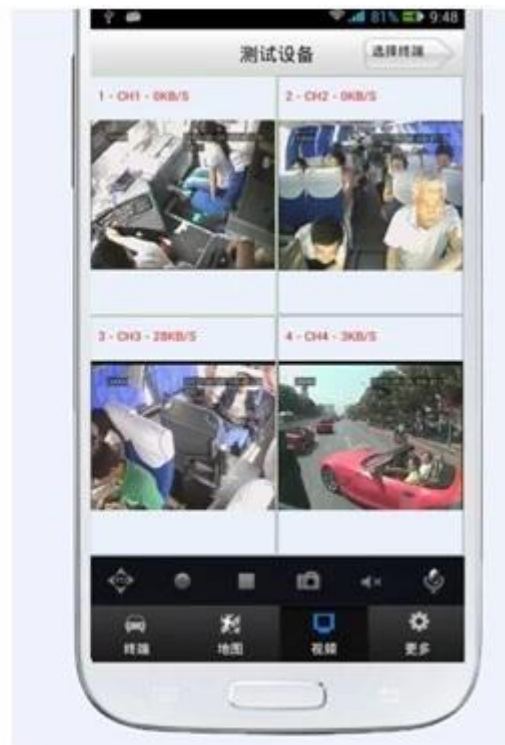 81% 9:48
测试设备
选择终端
1 - CH1 - 0KB/S
2 - CH2 - 0KB/S
3 - CH3 - 28KB/S
4 - CH4 - 3KB/S
PTZ
终端
地图
视频
更多